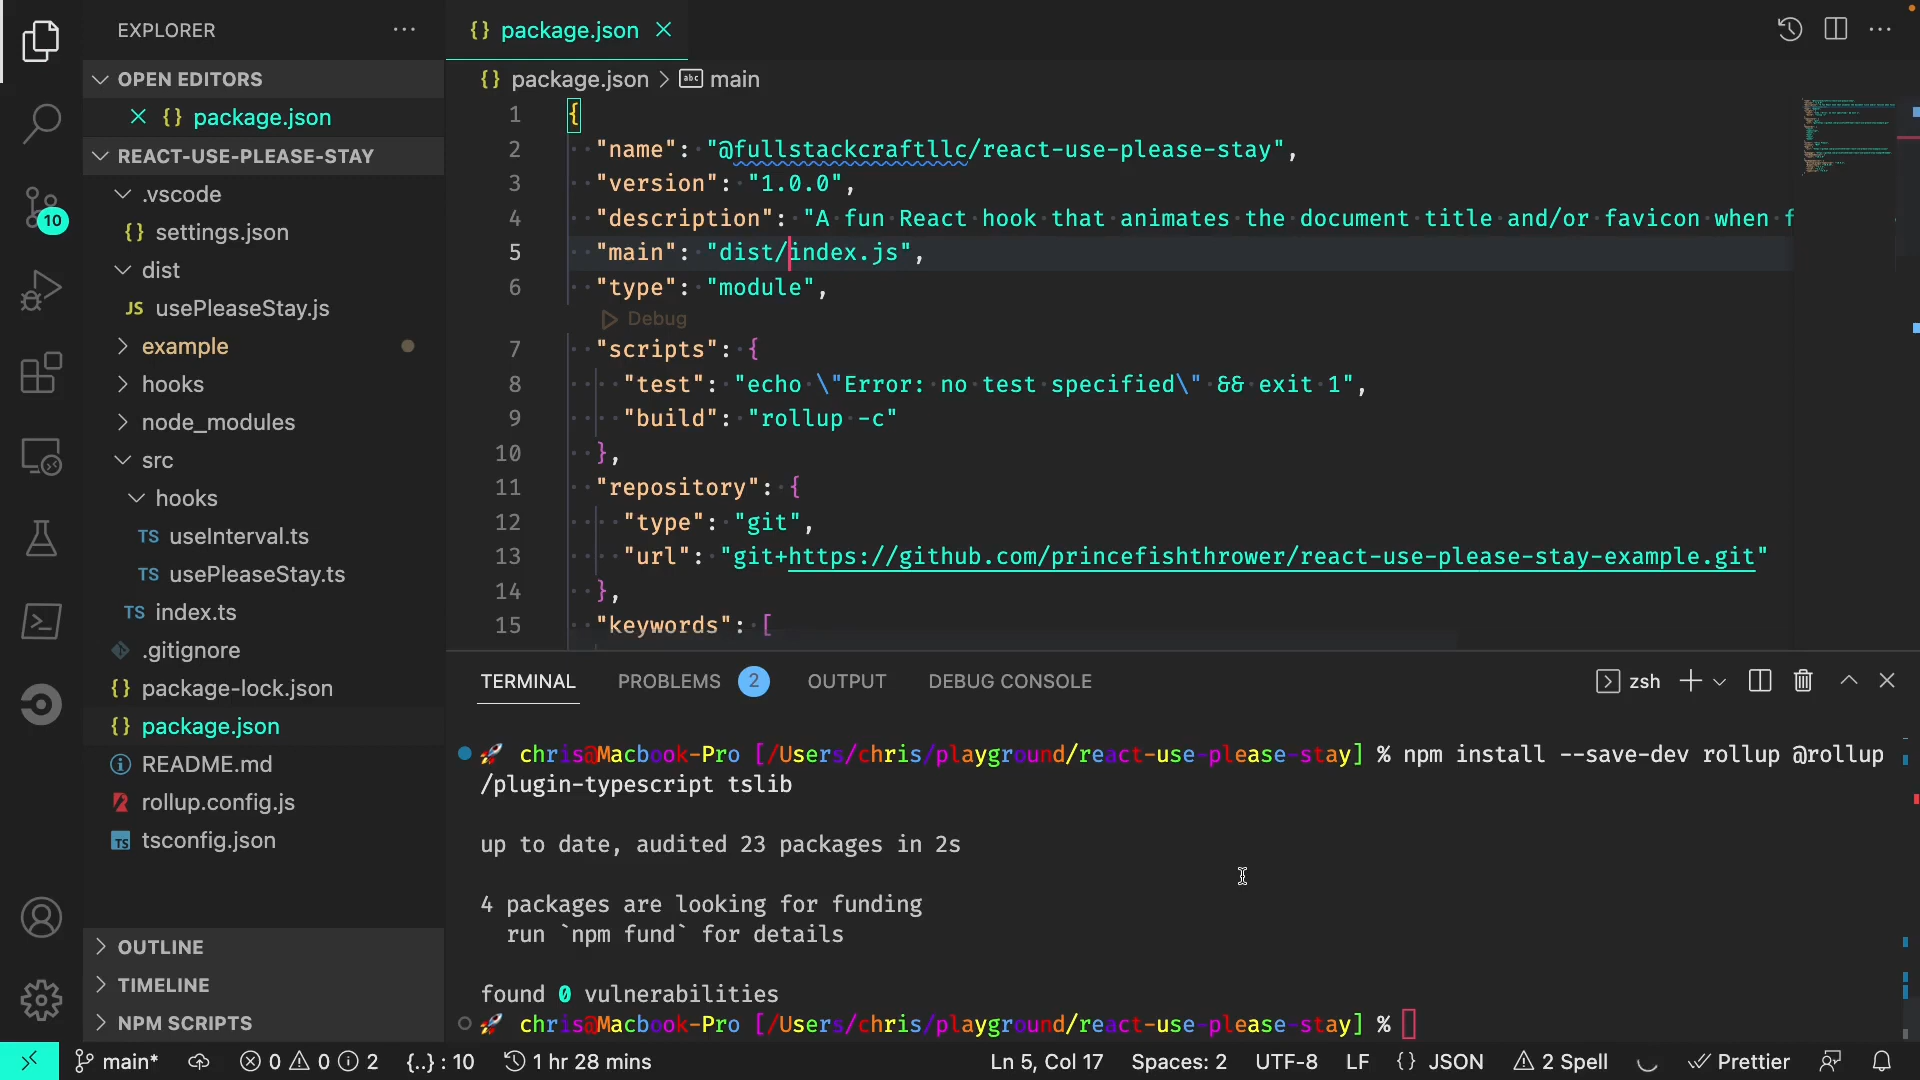 EXPLORER
OPEN EDITORS
{} package.json
REACT-USE-PLEASE-STAY
.vscode
{} settings.json
dist
JS usePleaseStay.js
example
hooks
node_modules
src
hooks
TS useInterval.ts
TS usePleaseStay.ts
TS index.ts
.gitignore
{} package-lock.json
{} package.json
README.md
rollup.config.js
TS tsconfig.json
OUTLINE
TIMELINE
NPM SCRIPTS
10
{} package.json
{} package.json > abc main
1 {
2 "name": "@fullstackcraftllc/react-use-please-stay",
3 "version": "1.0.0",
4 "description": "A fun React hook that animates the document title and/or favicon when f
5 "main": "dist/index.js",
6 "type": "module",
Debug
7 "scripts": {
8 "test": "echo \"Error: no test specified\" && exit 1",
9 "build": "rollup -c"
10 },
11 "repository": {
12 "type": "git",
13 "url": "git+https://github.com/princefishthrower/react-use-please-stay-example.git"
14 },
15 "keywords": [
TERMINAL PROBLEMS 2 OUTPUT DEBUG CONSOLE zsh
chris@Macbook-Pro [/Users/chris/playground/react-use-please-stay] % npm install --save-dev rollup @rollup
/plugin-typescript tslib
up to date, audited 23 packages in 2s
4 packages are looking for funding
run `npm fund` for details
found 0 vulnerabilities
chris@Macbook-Pro [/Users/chris/playground/react-use-please-stay] %
main* 0 0 2 {..} : 10 1 hr 28 mins Ln 5, Col 17 Spaces: 2 UTF-8 LF {} JSON 2 Spell Prettier